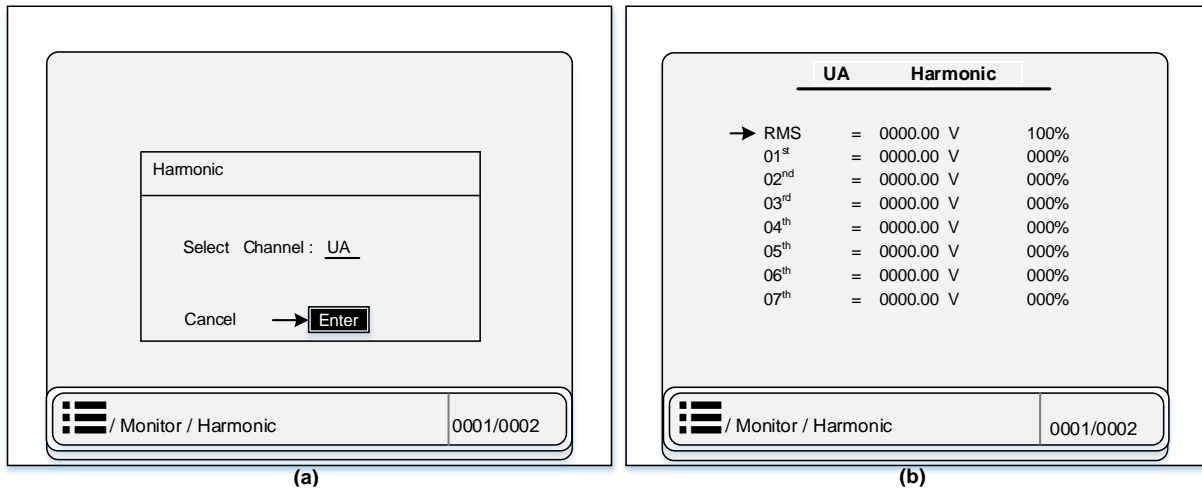 Harmonic
Select Channel : UA
Cancel Enter
/ Monitor / Harmonic 0001/0002
(a)
UA Harmonic
RMS = 0000.00 V 100%
01st = 0000.00 V 000%
02nd = 0000.00 V 000%
03rd = 0000.00 V 000%
04th = 0000.00 V 000%
05th = 0000.00 V 000%
06th = 0000.00 V 000%
07th = 0000.00 V 000%
/ Monitor / Harmonic 0001/0002
(b)